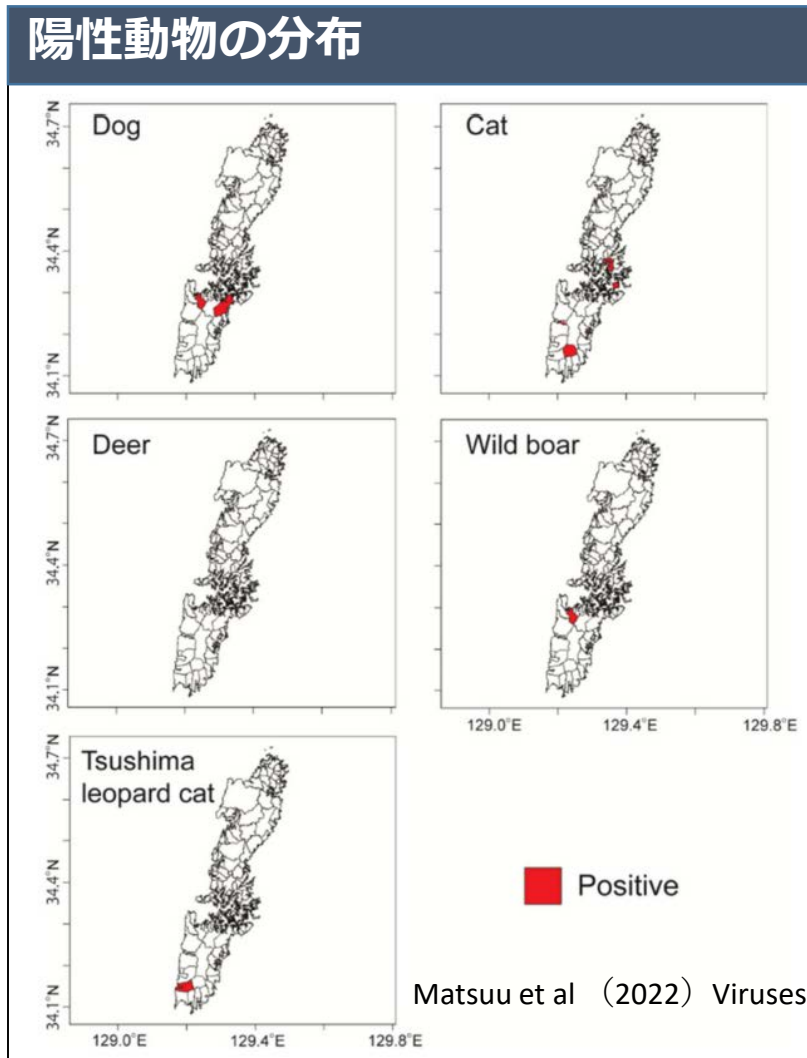 陽性動物の分布
Dog
34.7°N
34.4°N
34.1°N
Cat
Deer
34.7°N
34.4°N
34.1°N
Wild boar
129.0°E
129.4°E
129.8°E
Tsushima
leopard cat
34.7°N
34.4°N
34.1°N
129.0°E
129.4°E
129.8°E
Positive
Matsuu et al （2022）Viruses